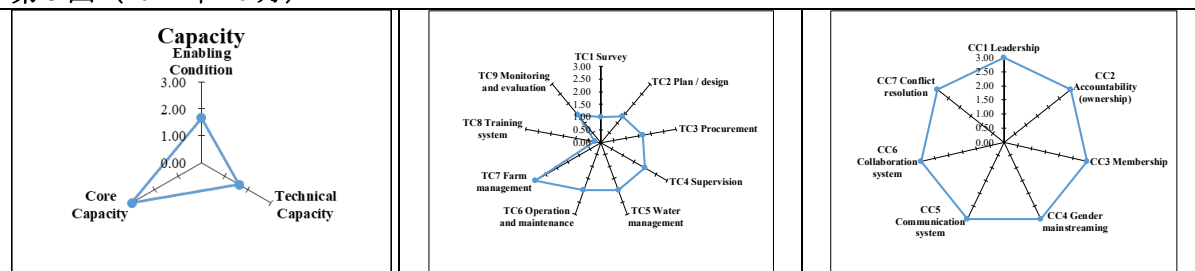 Capacity
Enabling
Condition
3.00
2.00
1.00
0.00
Core
Capacity
Technical
Capacity
TC1 Survey
3.00
2.50
2.00
1.50
1.00
0.50
0.00
TC2 Plan / design
TC3 Procurement
TC4 Supervision
TC5 Water
management
TC6 Operation
and maintenance
TC7 Farm
management
TC8 Training
system
TC9 Monitoring
and evaluation
CC1 Leadership
3.00
2.50
2.00
1.50
1.00
0.50
0.00
CC2
Accountability
(ownership)
CC3 Membership
CC4 Gender
mainstreaming
CC5
Communication
system
CC6
Collaboration
system
CC7 Conflict
resolution